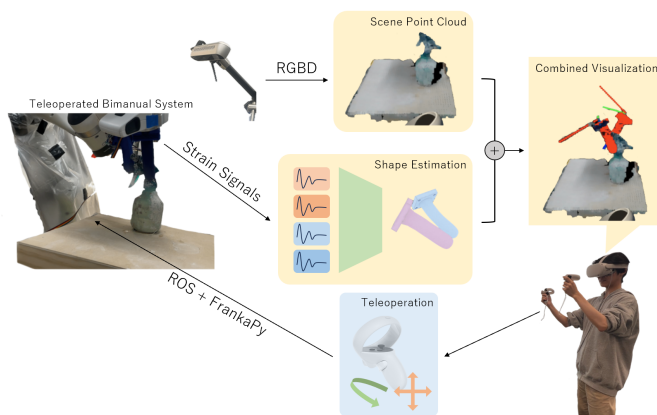 Scene Point Cloud
RGBD
Combined Visualization
Teleoperated Bimanual System
Strain Signals
Shape Estimation
+
ROS + FrankaPy
Teleoperation